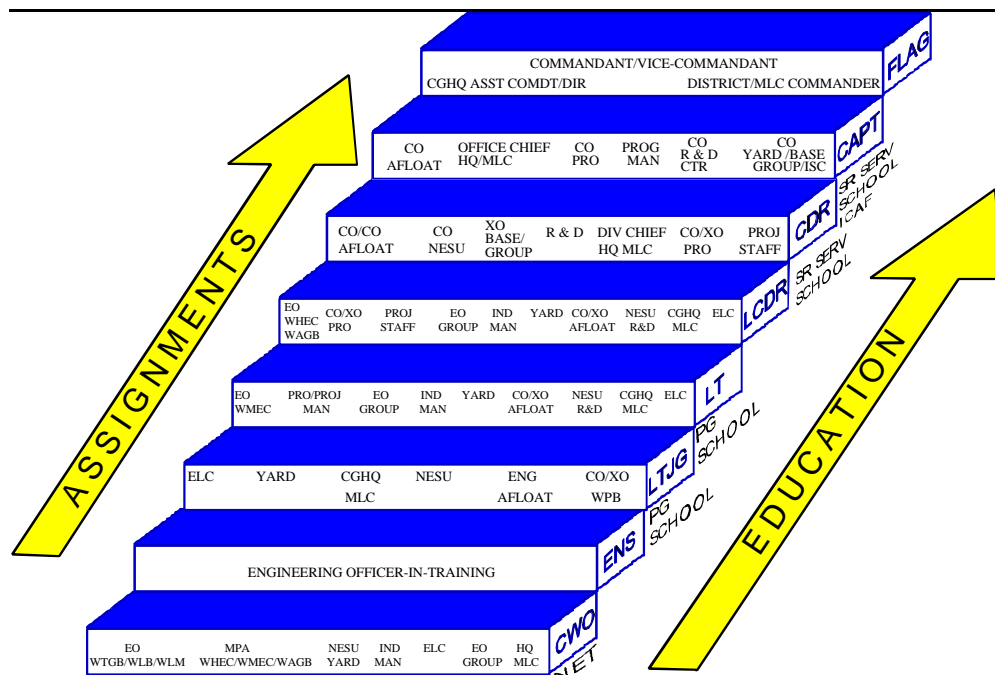 COMMANDANT/VICE-COMMANDANT
CGHQ ASST COMDT/DIR DISTRICT/MLC COMMANDER
FLAG
CO OFFICE CHIEF CO PROG CO CO
AFLOAT HQ/MLC PRO MAN R & D YARD /BASE
CTR GROUP/ISC
CAPT
SR SERV
SCHOOL
ICAF
CO/CO CO XO R & D DIV CHIEF CO/XO PROJ
AFLOAT NESU BASE/ HQ MLC PRO STAFF
GROUP
CDR
SR SERV
SCHOOL
EO CO/XO PROJ EO IND YARD CO/XO NESU CGHQ ELC
WHEC PRO STAFF GROUP MAN AFLOAT R&D MLC
WAGB
LCDR
EO PRO/PROJ EO IND YARD CO/XO NESU CGHQ ELC
WMEC MAN GROUP MAN AFLOAT R&D MLC
LT
PG
SCHOOL
ELC YARD CGHQ NESU ENG CO/XO
MLC AFLOAT WPB
LTJG
PG
SCHOOL
ENGINEERING OFFICER-IN-TRAINING
ENS
EO MPA NESU IND ELC EO HQ
WTGB/WLB/WLM WHEC/WMEC/WAGB YARD MAN GROUP MLC
CWO
NET
ASSIGNMENTS
EDUCATION